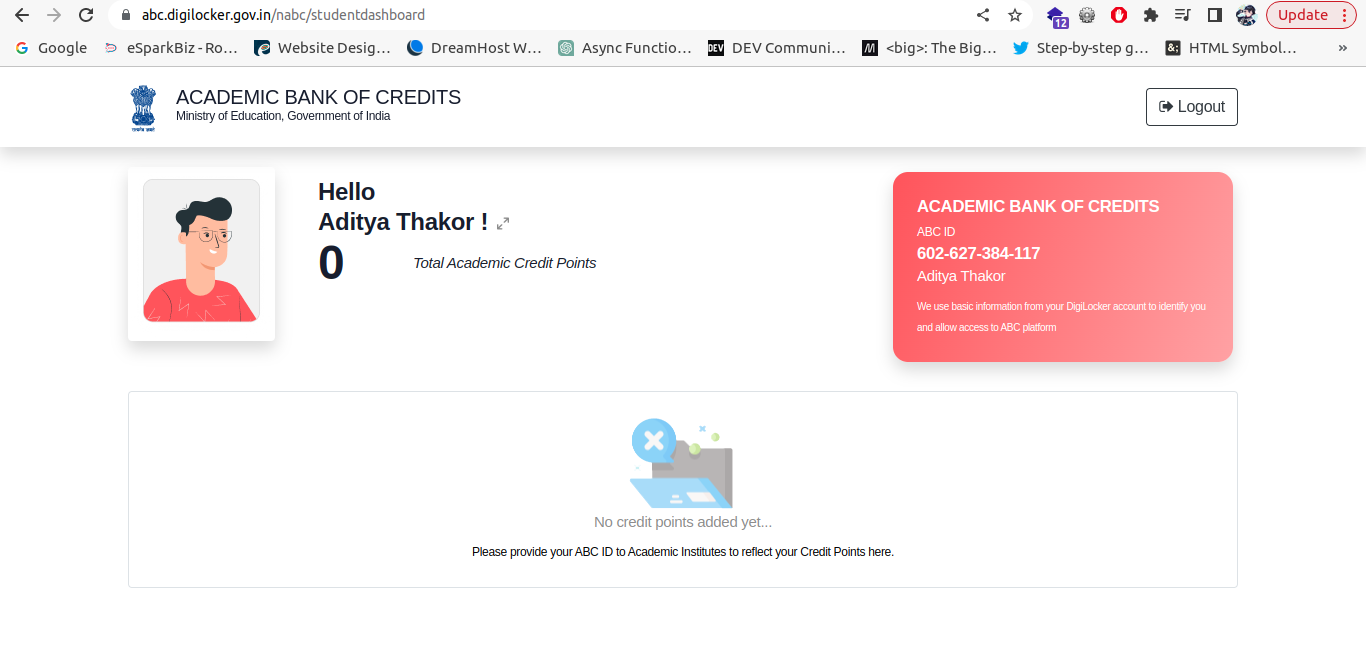 abc.digilocker.gov.in/nabc/studentdashboard
12
Update
Google
eSparkBiz - Ro...
Website Desig...
DreamHost W...
Async Functio...
DEV
DEV Communi...
<big>: The Big...
Step-by-step g...
&;
HTML Symbol...
»
ACADEMIC BANK OF CREDITS
Ministry of Education, Government of India
Logout
Hello
Aditya Thakor !
0
Total Academic Credit Points
ACADEMIC BANK OF CREDITS
ABC ID
602-627-384-117
Aditya Thakor
We use basic information from your DigiLocker account to identify you
and allow access to ABC platform
No credit points added yet...
Please provide your ABC ID to Academic Institutes to reflect your Credit Points here.